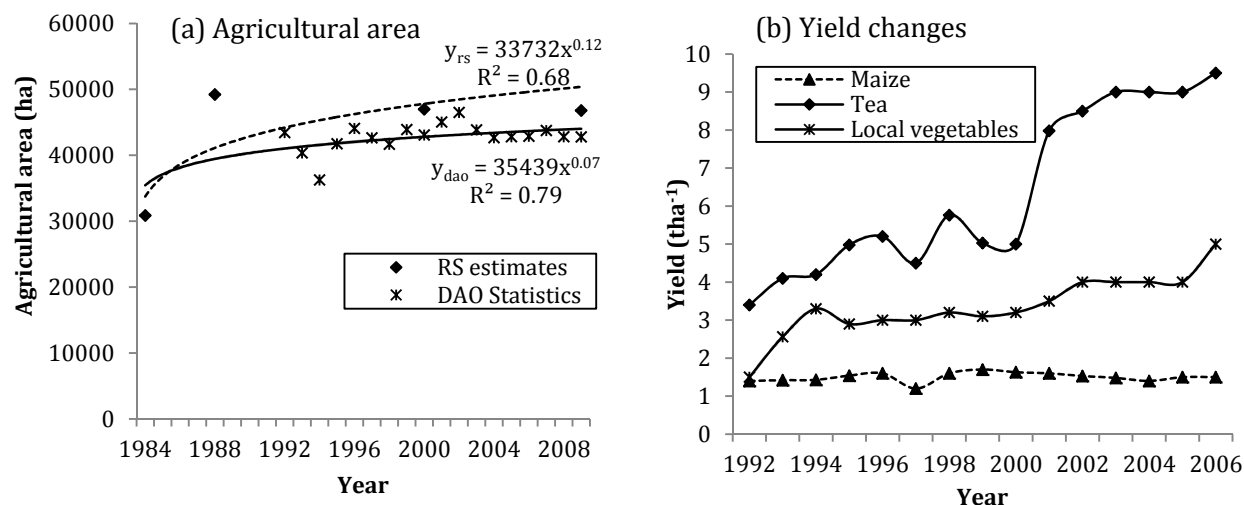 (a) Agricultural area
60000
50000
40000
30000
20000
10000
0
Agricultural area (ha)
y_rs = 33732x^0.12
R² = 0.68
y_dao = 35439x^0.07
R² = 0.79
RS estimates
DAO Statistics
1984 1988 1992 1996 2000 2004 2008
Year
(b) Yield changes
10
9
8
7
6
5
4
3
2
1
0
Yield (tha⁻¹)
Maize
Tea
Local vegetables
1992 1994 1996 1998 2000 2002 2004 2006
Year